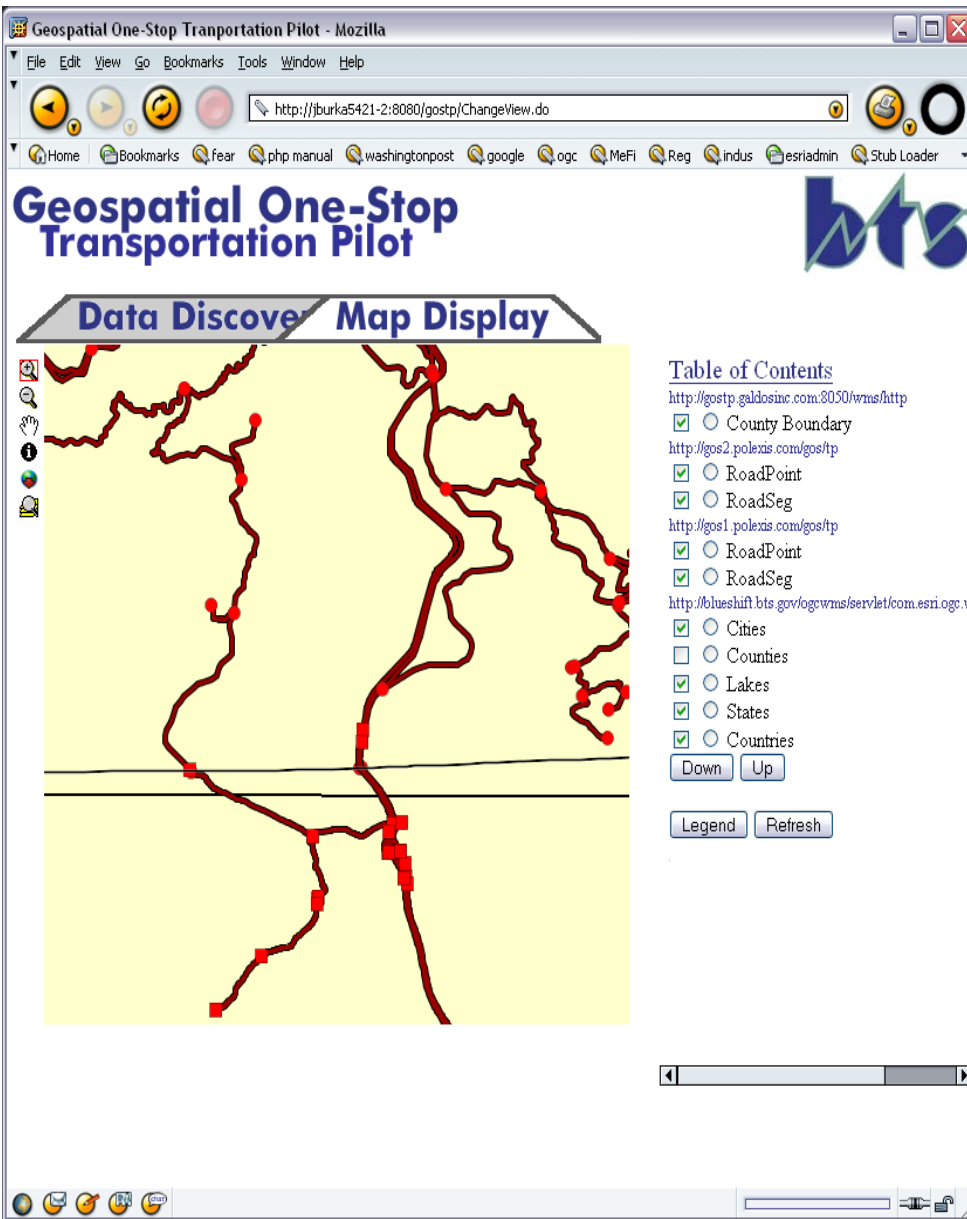 Geospatial One-Stop Tranportation Pilot - Mozilla
File Edit View Go Bookmarks Tools Window Help
http://jburka5421-2:8080/gostp/ChangeView.do
Home Bookmarks fear php manual washingtonpost google ogc MeFi Reg indus esriadmin Stub Loader
Geospatial One-Stop
Transportation Pilot
bts
Data Discove Map Display
Table of Contents
http://gostp.galdosinc.com:8050/wms/http
County Boundary
http://gos2.polexis.com/gos/tp
RoadPoint
RoadSeg
http://gos1.polexis.com/gos/tp
RoadPoint
RoadSeg
http://blueshift.bts.gov/ogcwms/servlet/com.esri.ogc.v
Cities
Counties
Lakes
States
Countries
Down Up
Legend Refresh